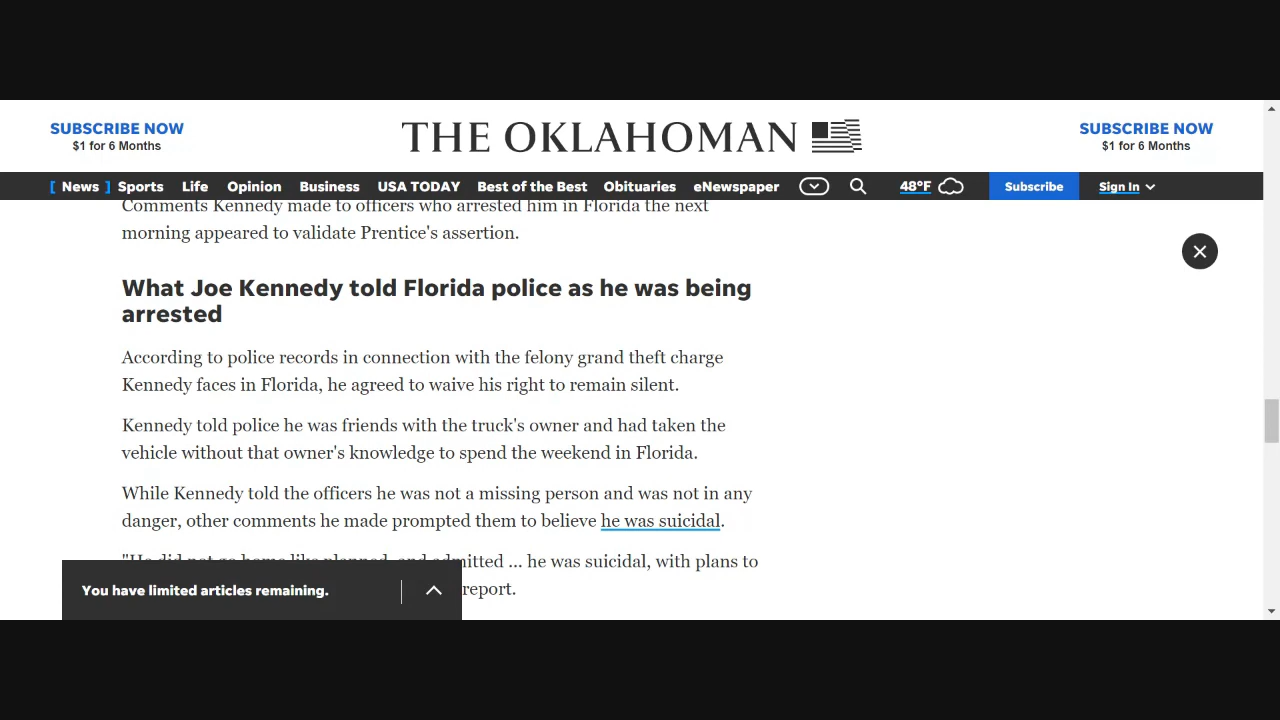 SUBSCRIBE NOW
$1 for 6 Months
THE OKLAHOMAN
SUBSCRIBE NOW
$1 for 6 Months
[ News ] Sports Life Opinion Business USA TODAY Best of the Best Obituaries eNewspaper 48°F Subscribe Sign In
Comments Kennedy made to officers who arrested him in Florida the next
morning appeared to validate Prentice's assertion.
What Joe Kennedy told Florida police as he was being
arrested
According to police records in connection with the felony grand theft charge
Kennedy faces in Florida, he agreed to waive his right to remain silent.
Kennedy told police he was friends with the truck's owner and had taken the
vehicle without that owner's knowledge to spend the weekend in Florida.
While Kennedy told the officers he was not a missing person and was not in any
danger, other comments he made prompted them to believe he was suicidal.
"He did not go home like planned, and admitted ... he was suicidal, with plans to
report.
You have limited articles remaining.